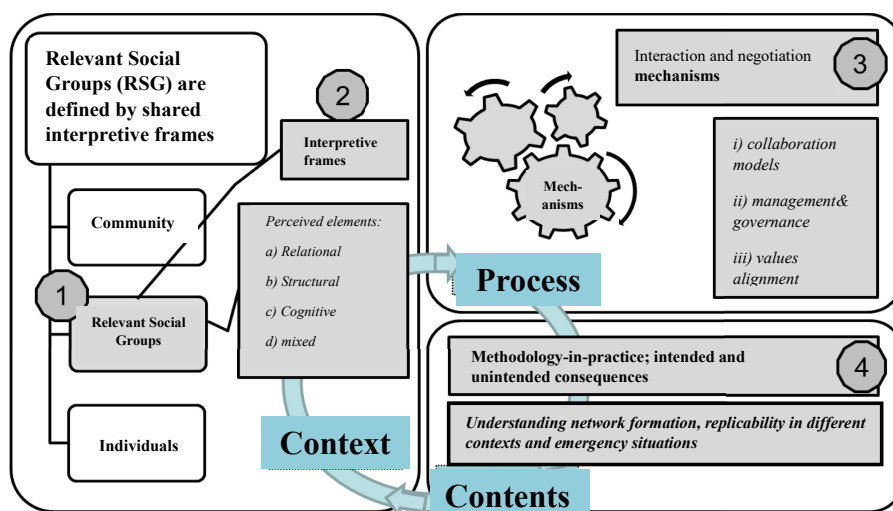 Relevant Social
Groups (RSG) are
defined by shared
interpretive frames
2
Interpretive
frames
Community
1
Relevant Social
Groups
Individuals
Perceived elements:
a) Relational
b) Structural
c) Cognitive
d) mixed
Context
Interaction and negotiation
mechanisms
3
Mech-
anisms
i) collaboration
models
ii) management&
governance
iii) values
alignment
Process
Methodology-in-practice; intended and
unintended consequences
4
Understanding network formation, replicability in different
contexts and emergency situations
Contents